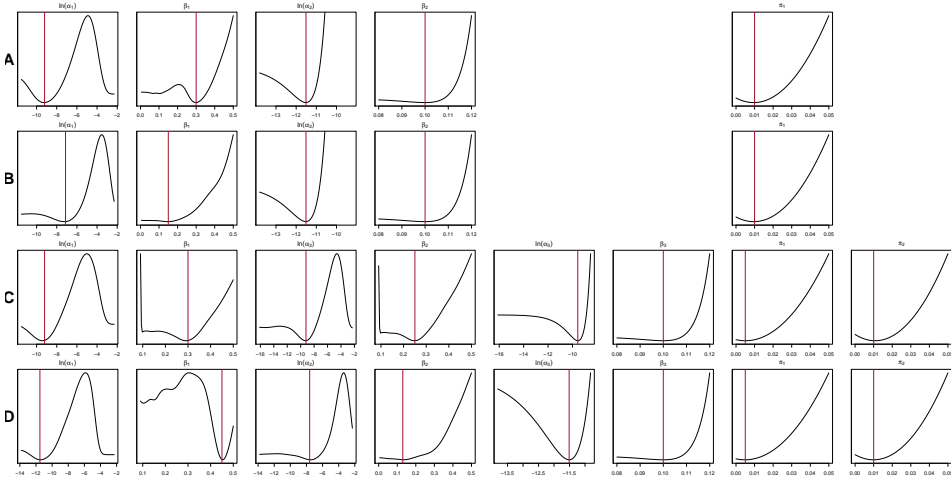 ln(α₁) β₁ ln(α₂) β₂ π₁
A
−10 −8 −6 −4 −2 0.0 0.1 0.2 0.3 0.4 0.5 −13 −12 −11 −10 0.08 0.09 0.10 0.11 0.12 0.00 0.01 0.02 0.03 0.04 0.05
ln(α₁) β₁ ln(α₂) β₂ π₁
B
−10 −8 −6 −4 0.0 0.1 0.2 0.3 0.4 0.5 −13 −12 −11 −10 0.08 0.09 0.10 0.11 0.12 0.00 0.01 0.02 0.03 0.04 0.05
ln(α₁) β₁ ln(α₂) β₂ ln(α₃) β₃ π₁ π₂
C
−10 −8 −6 −4 −2 0.1 0.2 0.3 0.4 0.5 −16 −14 −12 −10 −8 −6 −4 −2 0.1 0.2 0.3 0.4 0.5 −16 −14 −12 −10 0.08 0.09 0.10 0.11 0.12 0.00 0.01 0.02 0.03 0.04 0.05 0.00 0.01 0.02 0.03 0.04 0.05
ln(α₁) β₁ ln(α₂) β₂ ln(α₃) β₃ π₁ π₂
D
−14 −12 −10 −8 −6 −4 −2 0.1 0.3 0.5 −14 −12 −10 −8 −6 −4 −2 0.0 0.1 0.2 0.3 0.4 0.5 −13.5 −12.5 −11.5 0.08 0.09 0.10 0.11 0.12 0.00 0.01 0.02 0.03 0.04 0.05 0.00 0.01 0.02 0.03 0.04 0.05